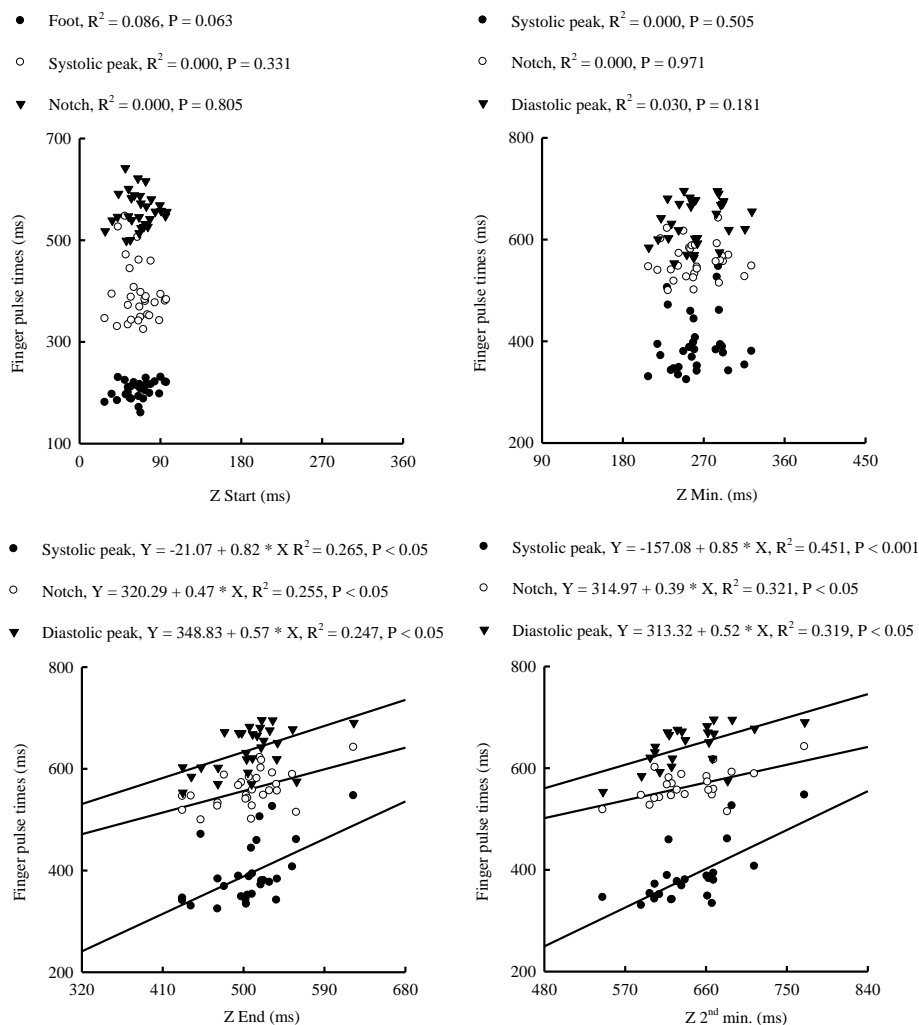 Foot, R² = 0.086, P = 0.063
Systolic peak, R² = 0.000, P = 0.331
Notch, R² = 0.000, P = 0.805
700
500
300
100
Finger pulse times (ms)
0 90 180 270 360
Z Start (ms)
Systolic peak, R² = 0.000, P = 0.505
Notch, R² = 0.000, P = 0.971
Diastolic peak, R² = 0.030, P = 0.181
800
600
400
200
Finger pulse times (ms)
90 180 270 360 450
Z Min. (ms)
Systolic peak, Y = -21.07 + 0.82 * X R² = 0.265, P < 0.05
Notch, Y = 320.29 + 0.47 * X, R² = 0.255, P < 0.05
Diastolic peak, Y = 348.83 + 0.57 * X, R² = 0.247, P < 0.05
800
600
400
200
Finger pulse times (ms)
320 410 500 590 680
Z End (ms)
Systolic peak, Y = -157.08 + 0.85 * X, R² = 0.451, P < 0.001
Notch, Y = 314.97 + 0.39 * X, R² = 0.321, P < 0.05
Diastolic peak, Y = 313.32 + 0.52 * X, R² = 0.319, P < 0.05
800
600
400
200
Finger pulse times (ms)
480 570 660 770 840
Z 2ⁿᵈ min. (ms)